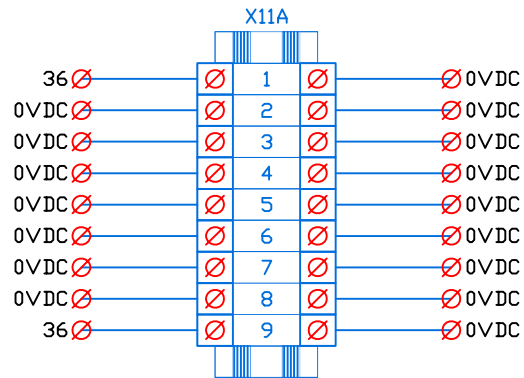 X11A
36 1 0VDC
0VDC 2 0VDC
0VDC 3 0VDC
0VDC 4 0VDC
0VDC 5 0VDC
0VDC 6 0VDC
0VDC 7 0VDC
0VDC 8 0VDC
36 9 0VDC